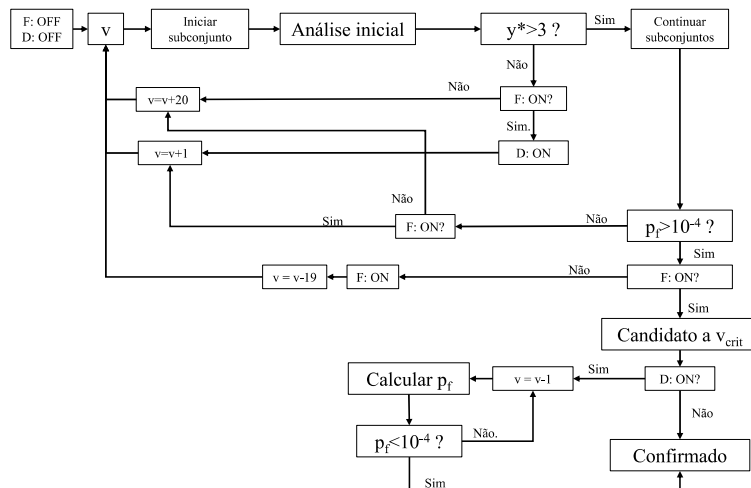 F: OFF
D: OFF
v
Iniciar
subconjunto
Análise inicial
y*>3 ?
Sim
Continuar
subconjuntos
Não
Não
v=v+20
F: ON?
Sim.
v=v+1
D: ON
Não
Sim
F: ON?
Não
p_f>10^-4 ?
Sim
v = v-19
F: ON
Não
F: ON?
Sim
Candidato a v_crit
Calcular p_f
v = v-1
Sim
D: ON?
Não
p_f<10^-4 ?
Não.
Confirmado
Sim